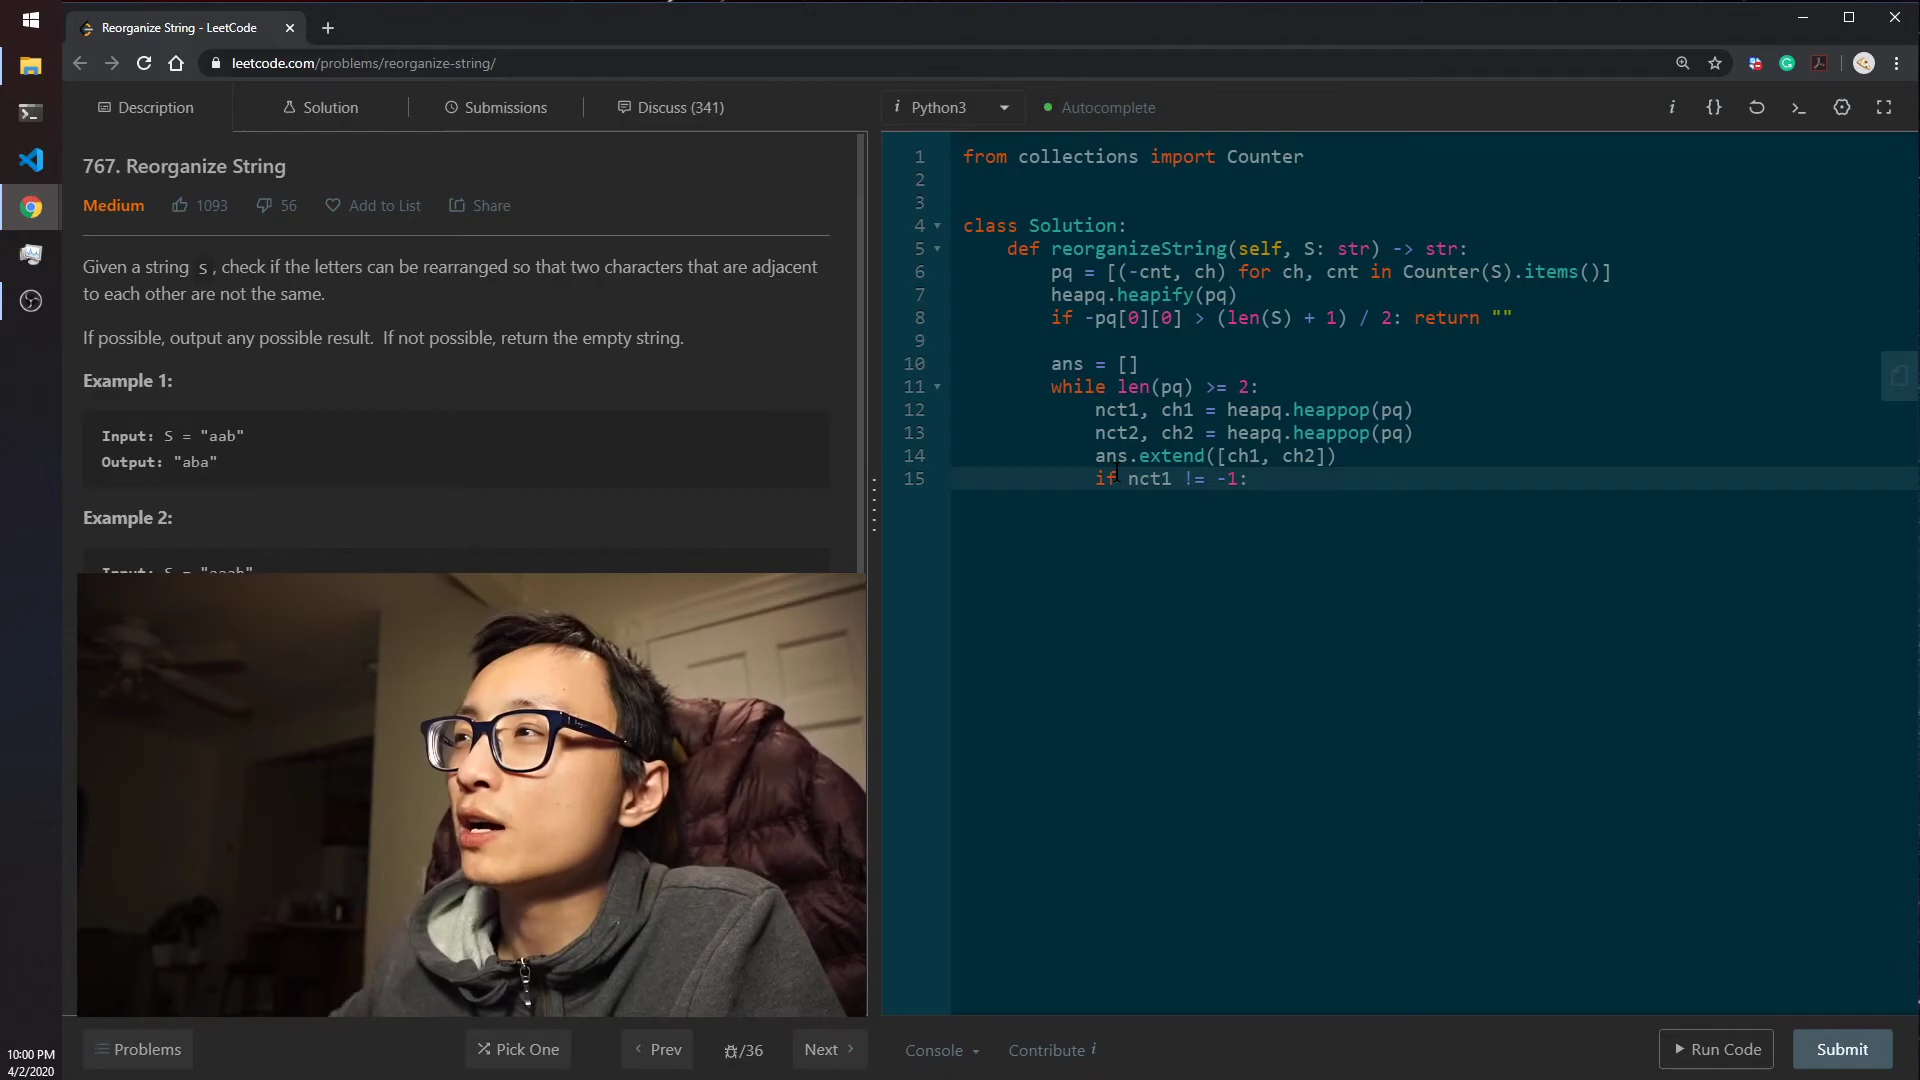 Reorganize String - LeetCode
leetcode.com/problems/reorganize-string/
Description
Solution
Submissions
Discuss (341)
i Python3
Autocomplete
767. Reorganize String
Medium
1093
56
Add to List
Share
Given a string S, check if the letters can be rearranged so that two characters that are adjacent
to each other are not the same.
If possible, output any possible result. If not possible, return the empty string.
Example 1:
Input: S = "aab"
Output: "aba"
Example 2:
Input: S = "aaab"
1 from collections import Counter
2
3
4 class Solution:
5 def reorganizeString(self, S: str) -> str:
6 pq = [(-cnt, ch) for ch, cnt in Counter(S).items()]
7 heapq.heapify(pq)
8 if -pq[0][0] > (len(S) + 1) / 2: return ""
9
10 ans = []
11 while len(pq) >= 2:
12 nct1, ch1 = heapq.heappop(pq)
13 nct2, ch2 = heapq.heappop(pq)
14 ans.extend([ch1, ch2])
15 if nct1 != -1:
Problems
Pick One
Prev
/36
Next
Console
Contribute i
Run Code
Submit
10:00 PM
4/2/2020